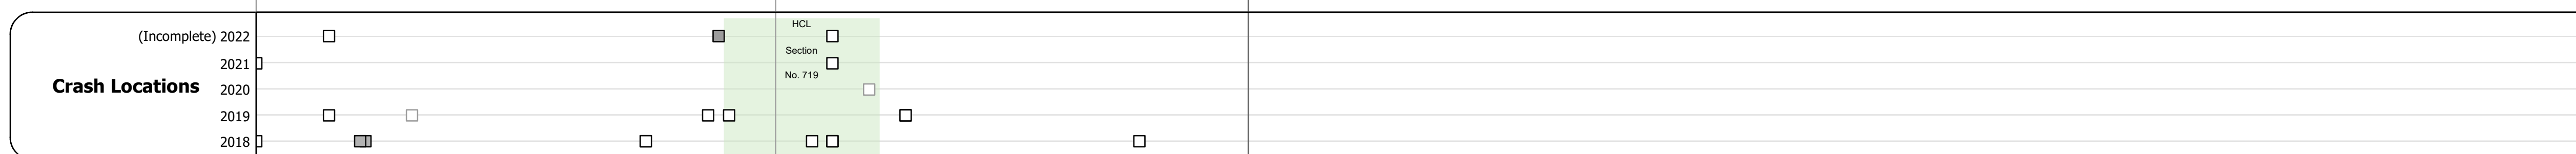 HCL
(Incomplete) 2022
Section
2021
No. 719
Crash Locations
2020
2019
2018